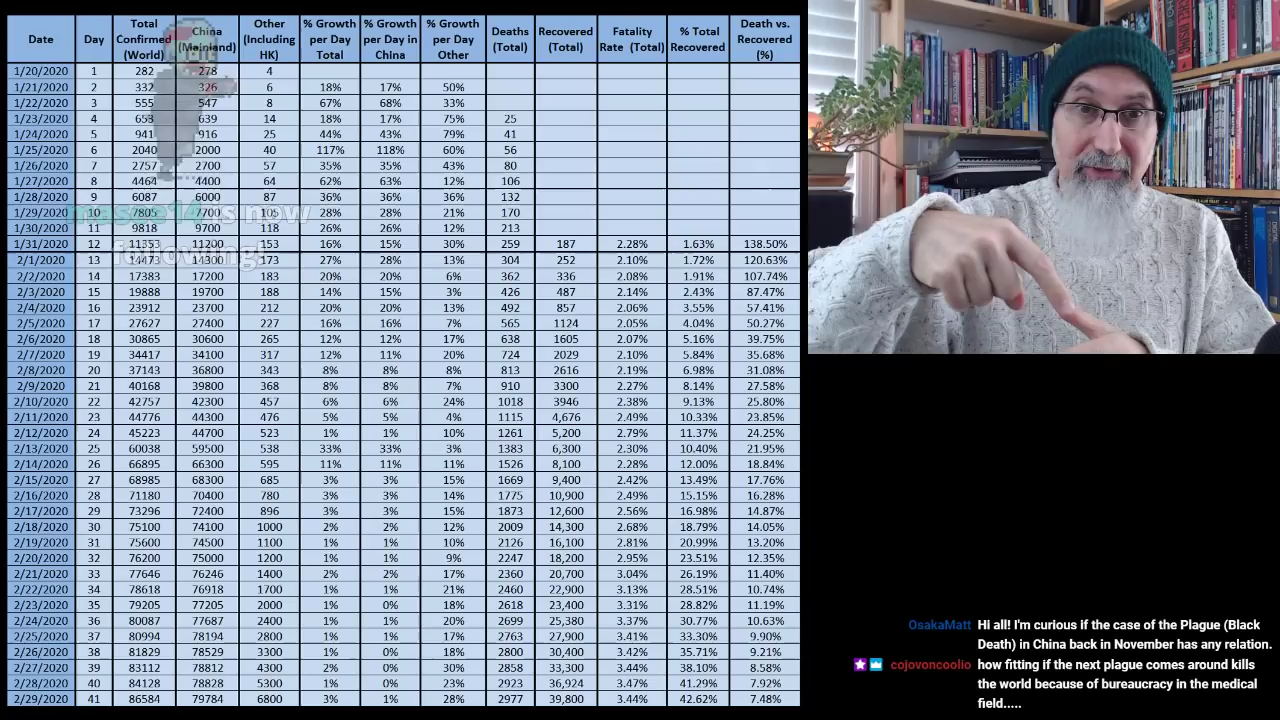 Date Day Total Confirmed (World) China (Mainland) Other (Including HK) % Growth per Day Total % Growth per Day in China % Growth per Day Other Deaths (Total) Recovered (Total) Fatality Rate (Total) % Total Recovered Death vs. Recovered (%)
1/20/2020 1 282 278 4
1/21/2020 2 332 326 6 18% 17% 50%
1/22/2020 3 555 547 8 67% 68% 33%
1/23/2020 4 653 639 14 18% 17% 75% 25
1/24/2020 5 941 916 25 44% 43% 79% 41
1/25/2020 6 2040 2000 40 117% 118% 60% 56
1/26/2020 7 2757 2700 57 35% 35% 43% 80
1/27/2020 8 4464 4400 64 62% 63% 12% 106
1/28/2020 9 6087 6000 87 36% 36% 36% 132
1/29/2020 10 7805 7700 105 28% 28% 21% 170
1/30/2020 11 9818 9700 118 26% 26% 12% 213
1/31/2020 12 11353 11200 153 16% 15% 30% 259 187 2.28% 1.63% 138.50%
2/1/2020 13 14473 14300 173 27% 28% 13% 304 252 2.10% 1.72% 120.63%
2/2/2020 14 17383 17200 183 20% 20% 6% 362 336 2.08% 1.91% 107.74%
2/3/2020 15 19888 19700 188 14% 15% 3% 426 487 2.14% 2.43% 87.47%
2/4/2020 16 23912 23700 212 20% 20% 13% 492 857 2.06% 3.55% 57.41%
2/5/2020 17 27627 27400 227 16% 16% 7% 565 1124 2.05% 4.04% 50.27%
2/6/2020 18 30865 30600 265 12% 12% 17% 638 1605 2.07% 5.16% 39.75%
2/7/2020 19 34417 34100 317 12% 11% 20% 724 2029 2.10% 5.84% 35.68%
2/8/2020 20 37143 36800 343 8% 8% 8% 813 2616 2.19% 6.98% 31.08%
2/9/2020 21 40168 39800 368 8% 8% 7% 910 3300 2.27% 8.14% 27.58%
2/10/2020 22 42757 42300 457 6% 6% 24% 1018 3946 2.38% 9.13% 25.80%
2/11/2020 23 44776 44300 476 5% 5% 4% 1115 4,676 2.49% 10.33% 23.85%
2/12/2020 24 45223 44700 523 1% 1% 10% 1261 5,200 2.79% 11.37% 24.25%
2/13/2020 25 60038 59500 538 33% 33% 3% 1383 6,300 2.30% 10.40% 21.95%
2/14/2020 26 66895 66300 595 11% 11% 11% 1526 8,100 2.28% 12.00% 18.84%
2/15/2020 27 68985 68300 685 3% 3% 15% 1669 9,400 2.42% 13.49% 17.76%
2/16/2020 28 71180 70400 780 3% 3% 14% 1775 10,900 2.49% 15.15% 16.28%
2/17/2020 29 73296 72400 896 3% 3% 15% 1873 12,600 2.56% 16.98% 14.87%
2/18/2020 30 75100 74100 1000 2% 2% 12% 2009 14,300 2.68% 18.79% 14.05%
2/19/2020 31 75600 74500 1100 1% 1% 10% 2126 16,100 2.81% 20.99% 13.20%
2/20/2020 32 76200 75000 1200 1% 1% 9% 2247 18,200 2.95% 23.51% 12.35%
2/21/2020 33 77646 76246 1400 2% 2% 17% 2360 20,700 3.04% 26.19% 11.40%
2/22/2020 34 78618 76918 1700 1% 1% 21% 2460 22,900 3.13% 28.51% 10.74%
2/23/2020 35 79205 77205 2000 1% 0% 18% 2618 23,400 3.31% 28.82% 11.19%
2/24/2020 36 80087 77687 2400 1% 1% 20% 2699 25,380 3.37% 30.77% 10.63%
2/25/2020 37 80994 78194 2800 1% 1% 17% 2763 27,900 3.41% 33.30% 9.90%
2/26/2020 38 81829 78529 3300 1% 0% 18% 2800 30,400 3.42% 35.71% 9.21%
2/27/2020 39 83112 78812 4300 2% 0% 30% 2858 33,300 3.44% 38.10% 8.58%
2/28/2020 40 84128 78828 5300 1% 0% 23% 2923 36,924 3.47% 41.29% 7.92%
2/29/2020 41 86584 79784 6800 3% 1% 28% 2977 39,800 3.44% 42.62% 7.48%
is now
following!
OsakaMatt Hi all! I'm curious if the case of the Plague (Black
Death) in China back in November has any relation.
cojovoncoolio how fitting if the next plague comes around kills
the world because of bureaucracy in the medical
field.....